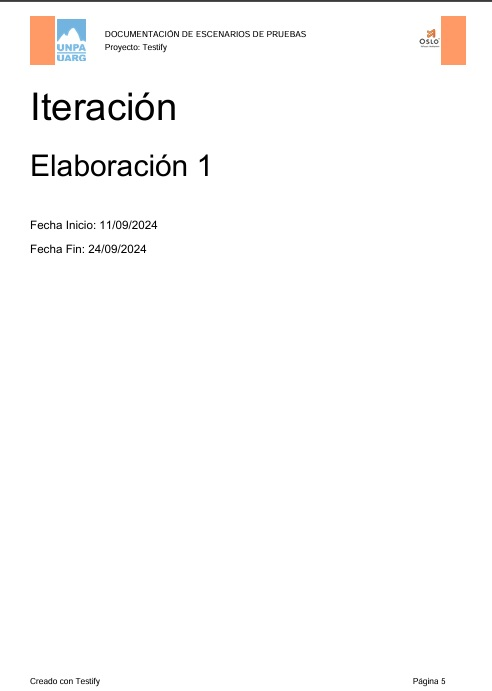 UNPA
UARG
DOCUMENTACIÓN DE ESCENARIOS DE PRUEBAS
Proyecto: Testify
OSLO
Iteración
Elaboración 1
Fecha Inicio: 11/09/2024
Fecha Fin: 24/09/2024
Creado con Testify
Página 5